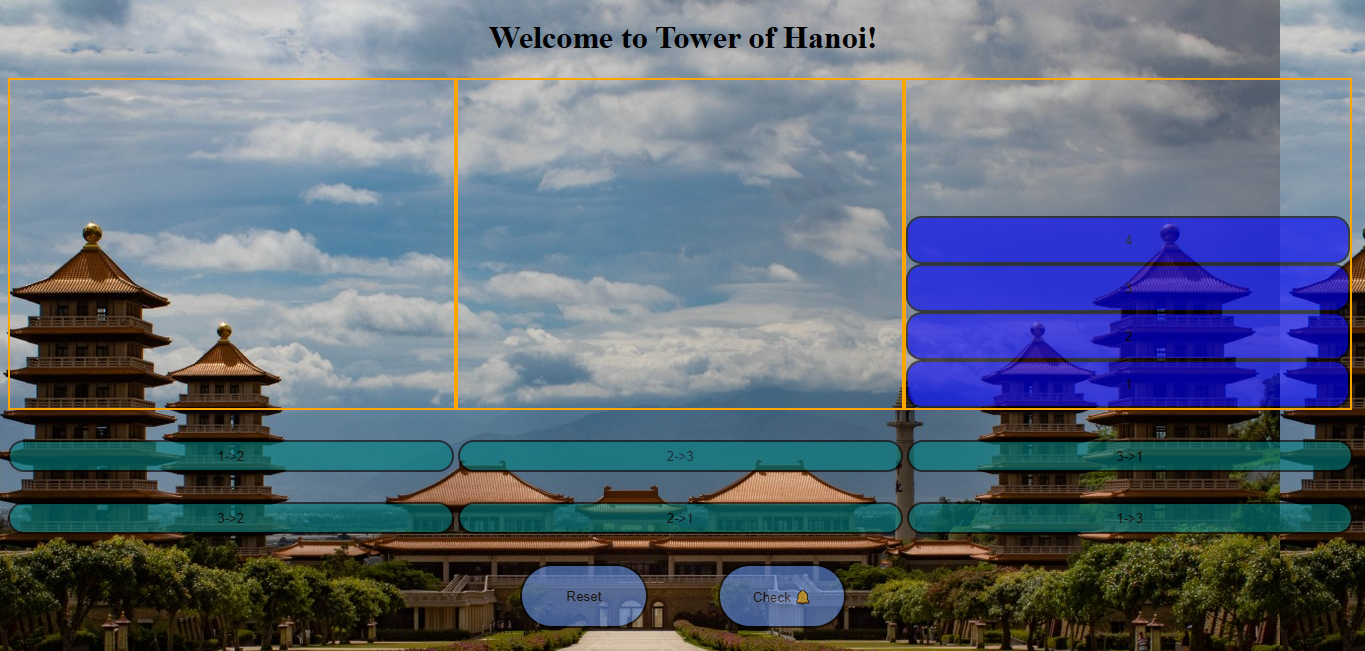 Welcome to Tower of Hanoi!
4
2
1->2 2->3 3->1
3->2 2->1 1->3
Reset Check 🔔